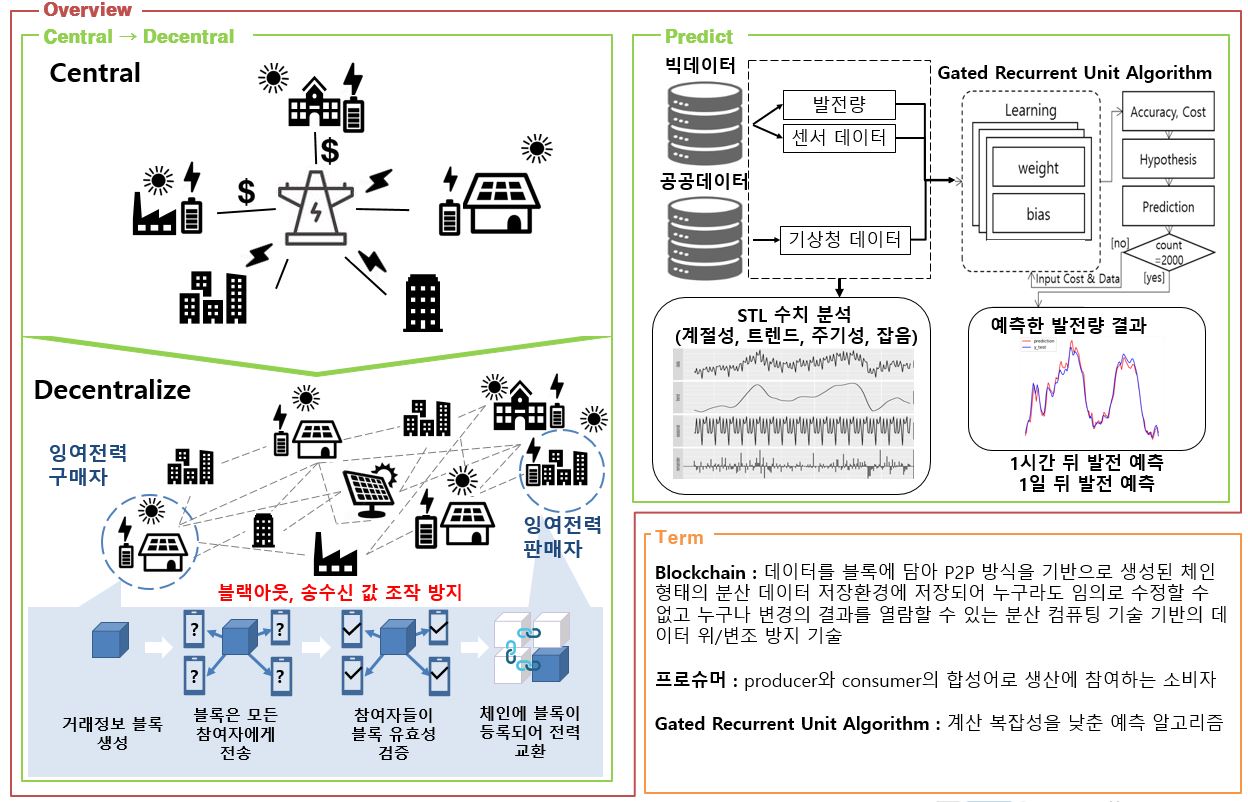 Overview
Central → Decentral
Central
$
$
Decentralize
잉여전력
구매자
잉여전력
판매자
블랙아웃, 송수신 값 조작 방지
?
?
?
?
거래정보 블록
생성
블록은 모든
참여자에게
전송
참여자들이
블록 유효성
검증
체인에 블록이
등록되어 전력
교환
Predict
빅데이터
발전량
센서 데이터
공공데이터
기상청 데이터
Gated Recurrent Unit Algorithm
Learning
weight
bias
Accuracy, Cost
Hypothesis
Prediction
count
=2000
[no]
[yes]
Input Cost & Data
STL 수치 분석
(계절성, 트렌드, 주기성, 잡음)
예측한 발전량 결과
prediction
y_test
1시간 뒤 발전 예측
1일 뒤 발전 예측
Term
Blockchain : 데이터를 블록에 담아 P2P 방식을 기반으로 생성된 체인
형태의 분산 데이터 저장환경에 저장되어 누구라도 임의로 수정할 수
없고 누구나 변경의 결과를 열람할 수 있는 분산 컴퓨팅 기술 기반의 데
이터 위/변조 방지 기술
프로슈머 : producer와 consumer의 합성어로 생산에 참여하는 소비자
Gated Recurrent Unit Algorithm : 계산 복잡성을 낮춘 예측 알고리즘